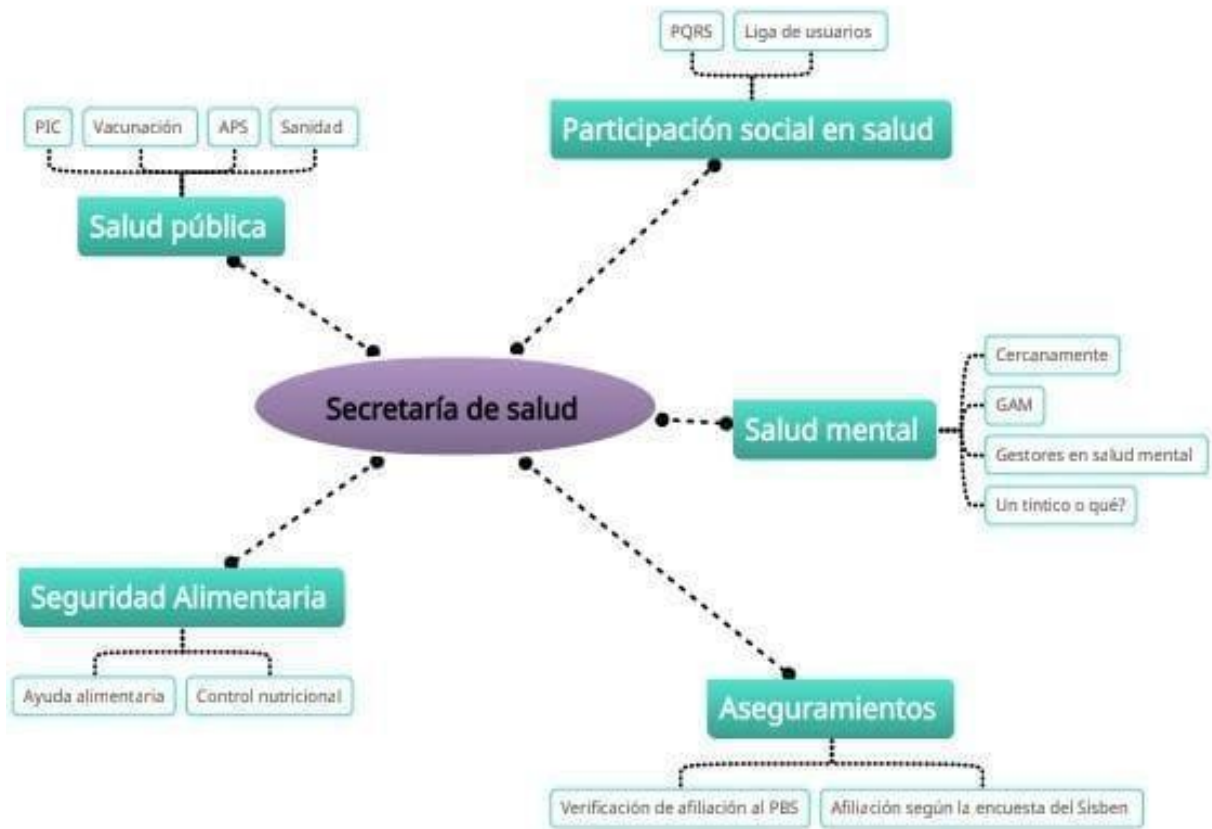 PQRS
Liga de usuarios
Participación social en salud
PIC
Vacunación
APS
Sanidad
Salud pública
Secretaría de salud
Salud mental
Cercanamente
GAM
Gestores en salud mental
Un tintico o qué?
Seguridad Alimentaria
Ayuda alimentaria
Control nutricional
Aseguramientos
Verificación de afiliación al PBS
Afiliación según la encuesta del Sisben